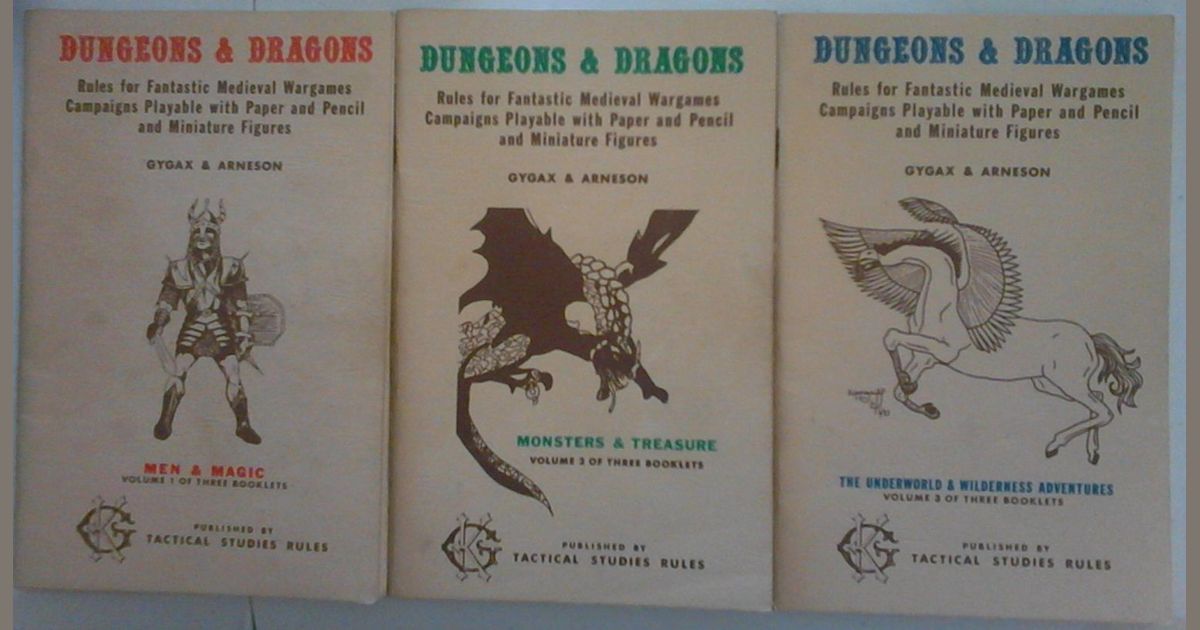 DUNGEONS & DRAGONS
Rules for Fantastic Medieval Wargames
Campaigns Playable with Paper and Pencil
and Miniature Figures
GYGAX & ARNESON
MEN & MAGIC
VOLUME 1 OF THREE BOOKLETS
PUBLISHED BY
TACTICAL STUDIES RULES
DUNGEONS & DRAGONS
Rules for Fantastic Medieval Wargames
Campaigns Playable with Paper and Pencil
and Miniature Figures
GYGAX & ARNESON
MONSTERS & TREASURE
VOLUME 2 OF THREE BOOKLETS
GK
PUBLISHED BY
TACTICAL STUDIES RULES
DUNGEONS & DRAGONS
Rules for Fantastic Medieval Wargames
Campaigns Playable with Paper and Pencil
and Miniature Figures
GYGAX & ARNESON
THE UNDERWORLD & WILDERNESS ADVENTURES
VOLUME 3 OF THREE BOOKLETS
GK
PUBLISHED BY
TACTICAL STUDIES RULES